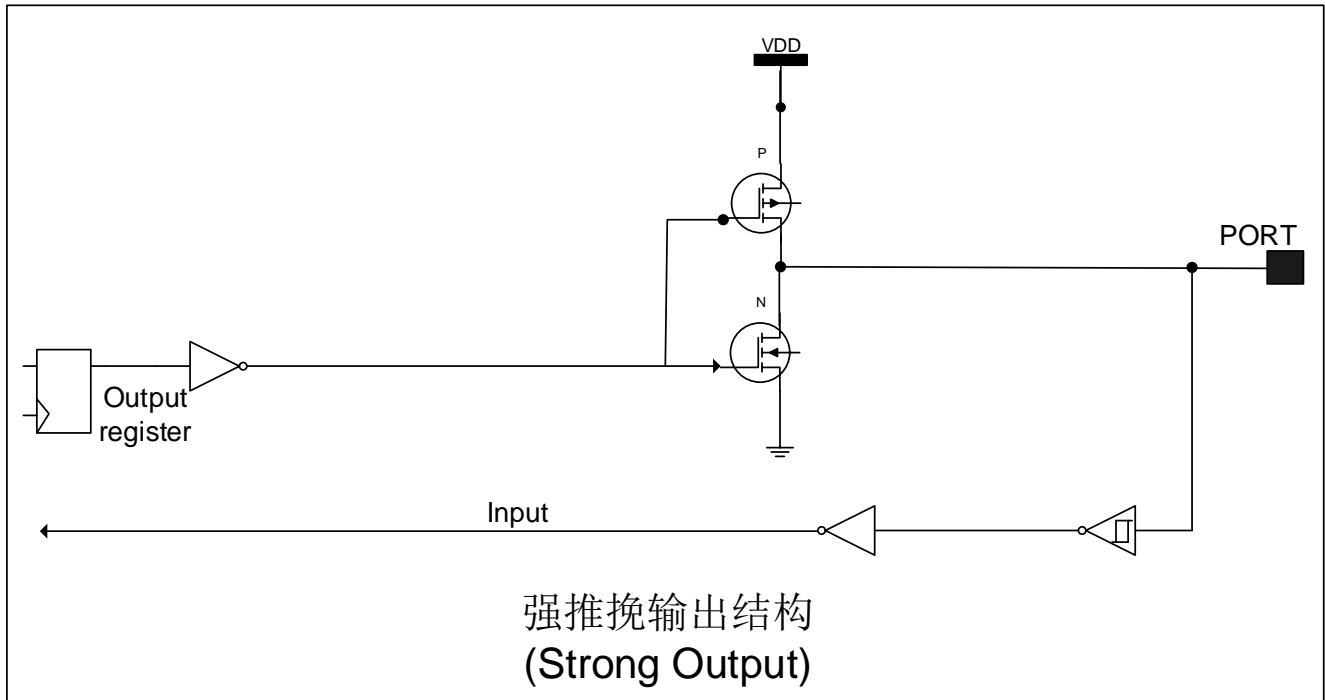 VDD
P
PORT
N
Output
register
Input
强推挽输出结构
(Strong Output)